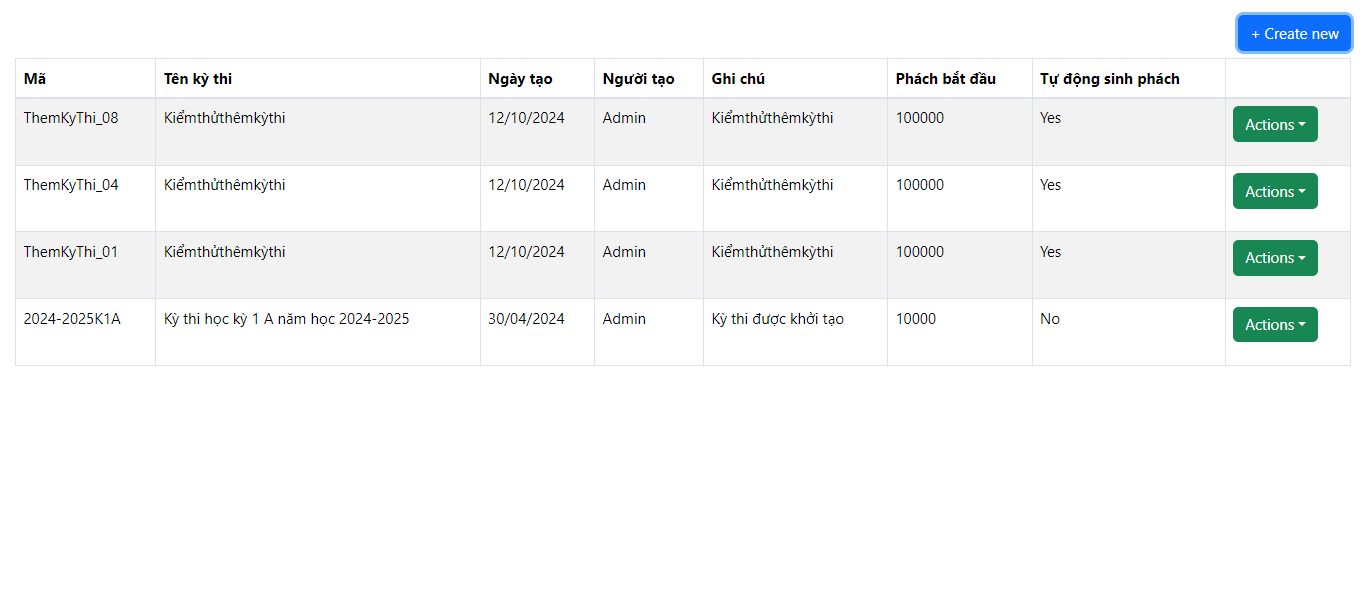 + Create new
Mã Tên kỳ thi Ngày tạo Người tạo Ghi chú Phách bắt đầu Tự động sinh phách
ThemKyThi_08 Kiểmthửthêmkỳthi 12/10/2024 Admin Kiểmthửthêmkỳthi 100000 Yes Actions
ThemKyThi_04 Kiểmthửthêmkỳthi 12/10/2024 Admin Kiểmthửthêmkỳthi 100000 Yes Actions
ThemKyThi_01 Kiểmthửthêmkỳthi 12/10/2024 Admin Kiểmthửthêmkỳthi 100000 Yes Actions
2024-2025K1A Kỳ thi học kỳ 1 A năm học 2024-2025 30/04/2024 Admin Kỳ thi được khởi tạo 10000 No Actions